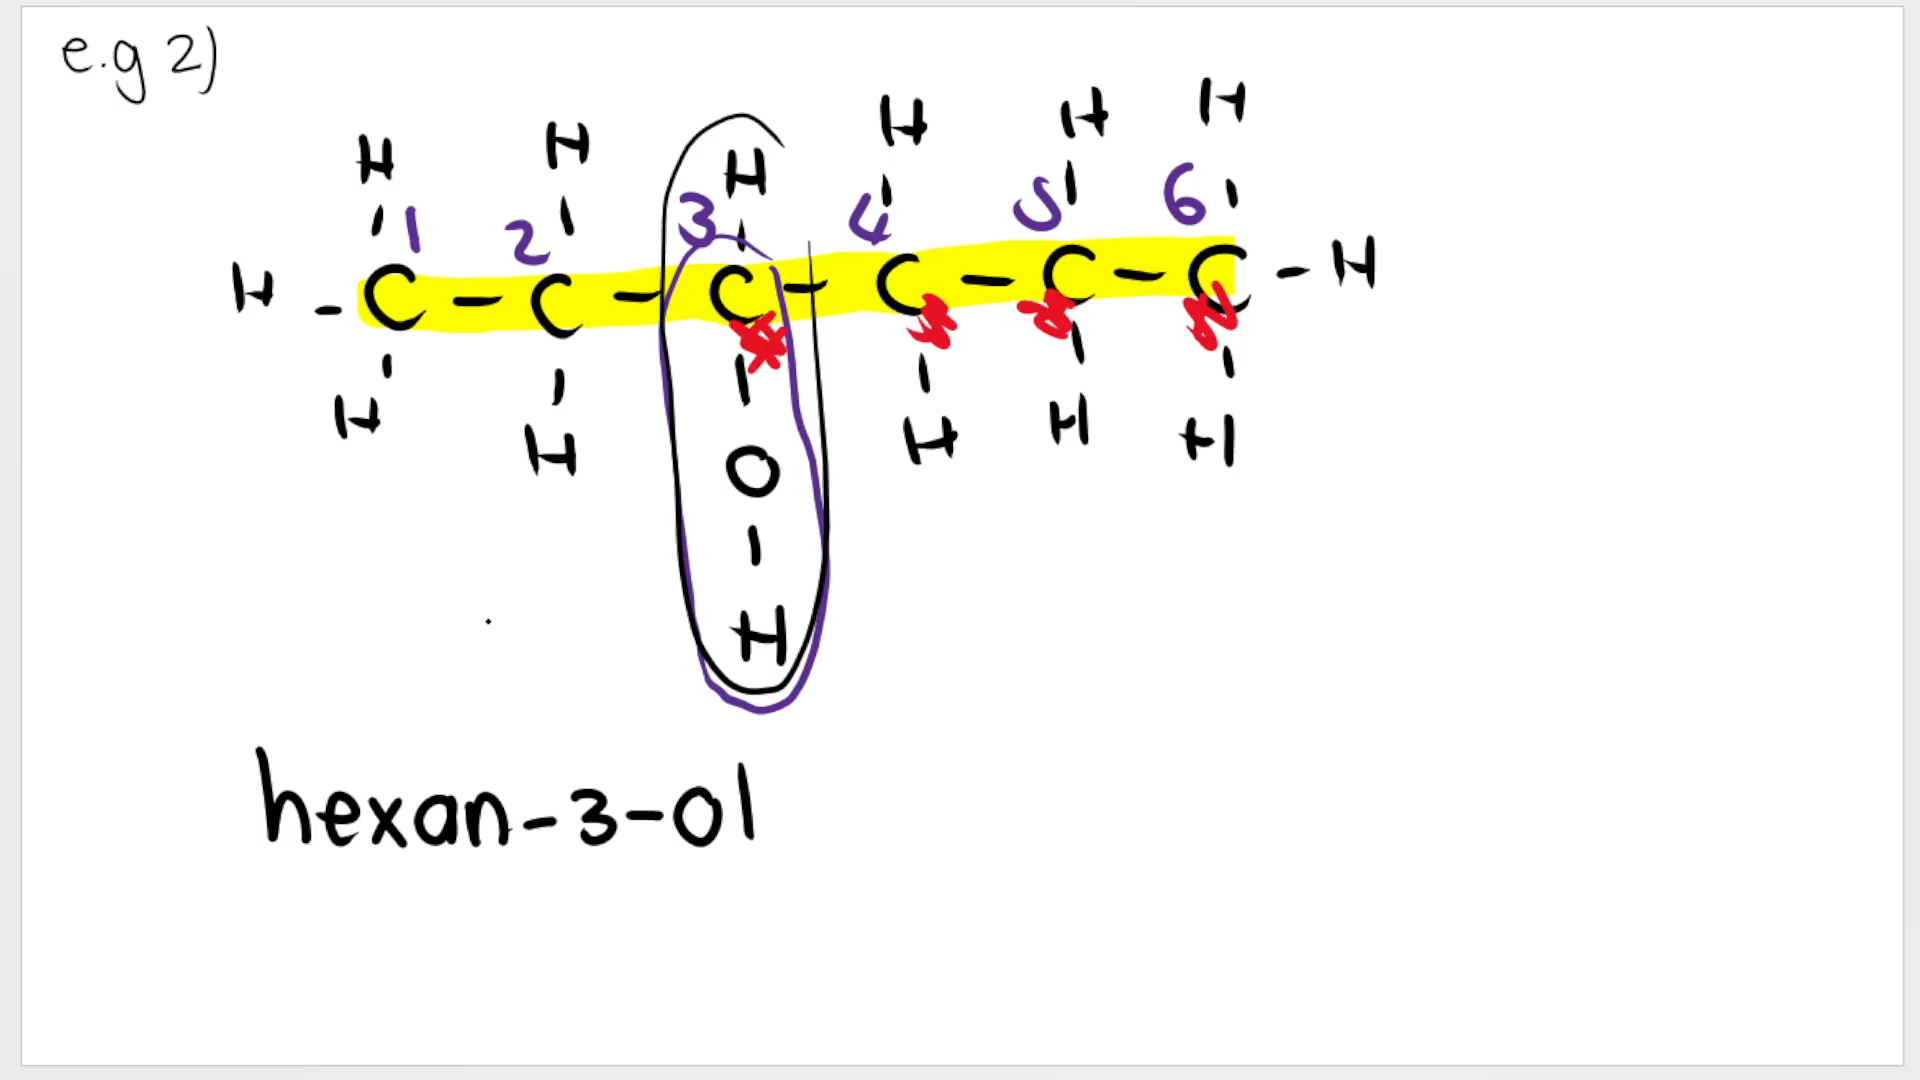 e.g 2)
H H H H H H
1 2 3 4 5 6
H - C - C - C - C - C - C - H
H H O H H H
H
hexan-3-ol